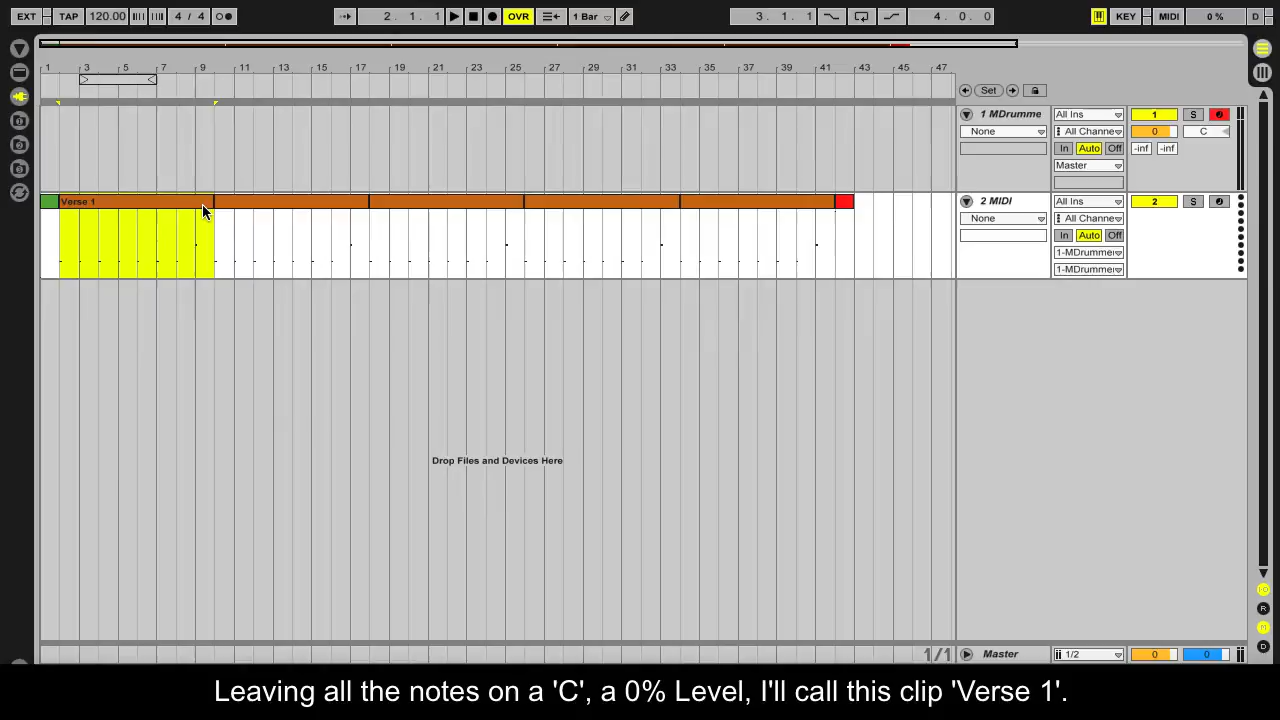 EXT TAP 120.00 4 / 4 2. 1. 1 OVR 1 Bar 3. 1. 1 4. 0. 0 KEY MIDI 0 % D
1 3 5 7 9 11 13 15 17 19 21 23 25 27 29 31 33 35 37 39 41 43 45 47
Set
1 MDrumme All Ins 1 S
None All Channe 0 C
In Auto Off -inf -inf
Master
Verse 1 2 MIDI All Ins 2 S
None All Channe
In Auto Off
1-MDrumme
1-MDrumme
Drop Files and Devices Here
R
M
D
1/1 Master 1/2 0 0
Leaving all the notes on a 'C', a 0% Level, I'll call this clip 'Verse 1'.